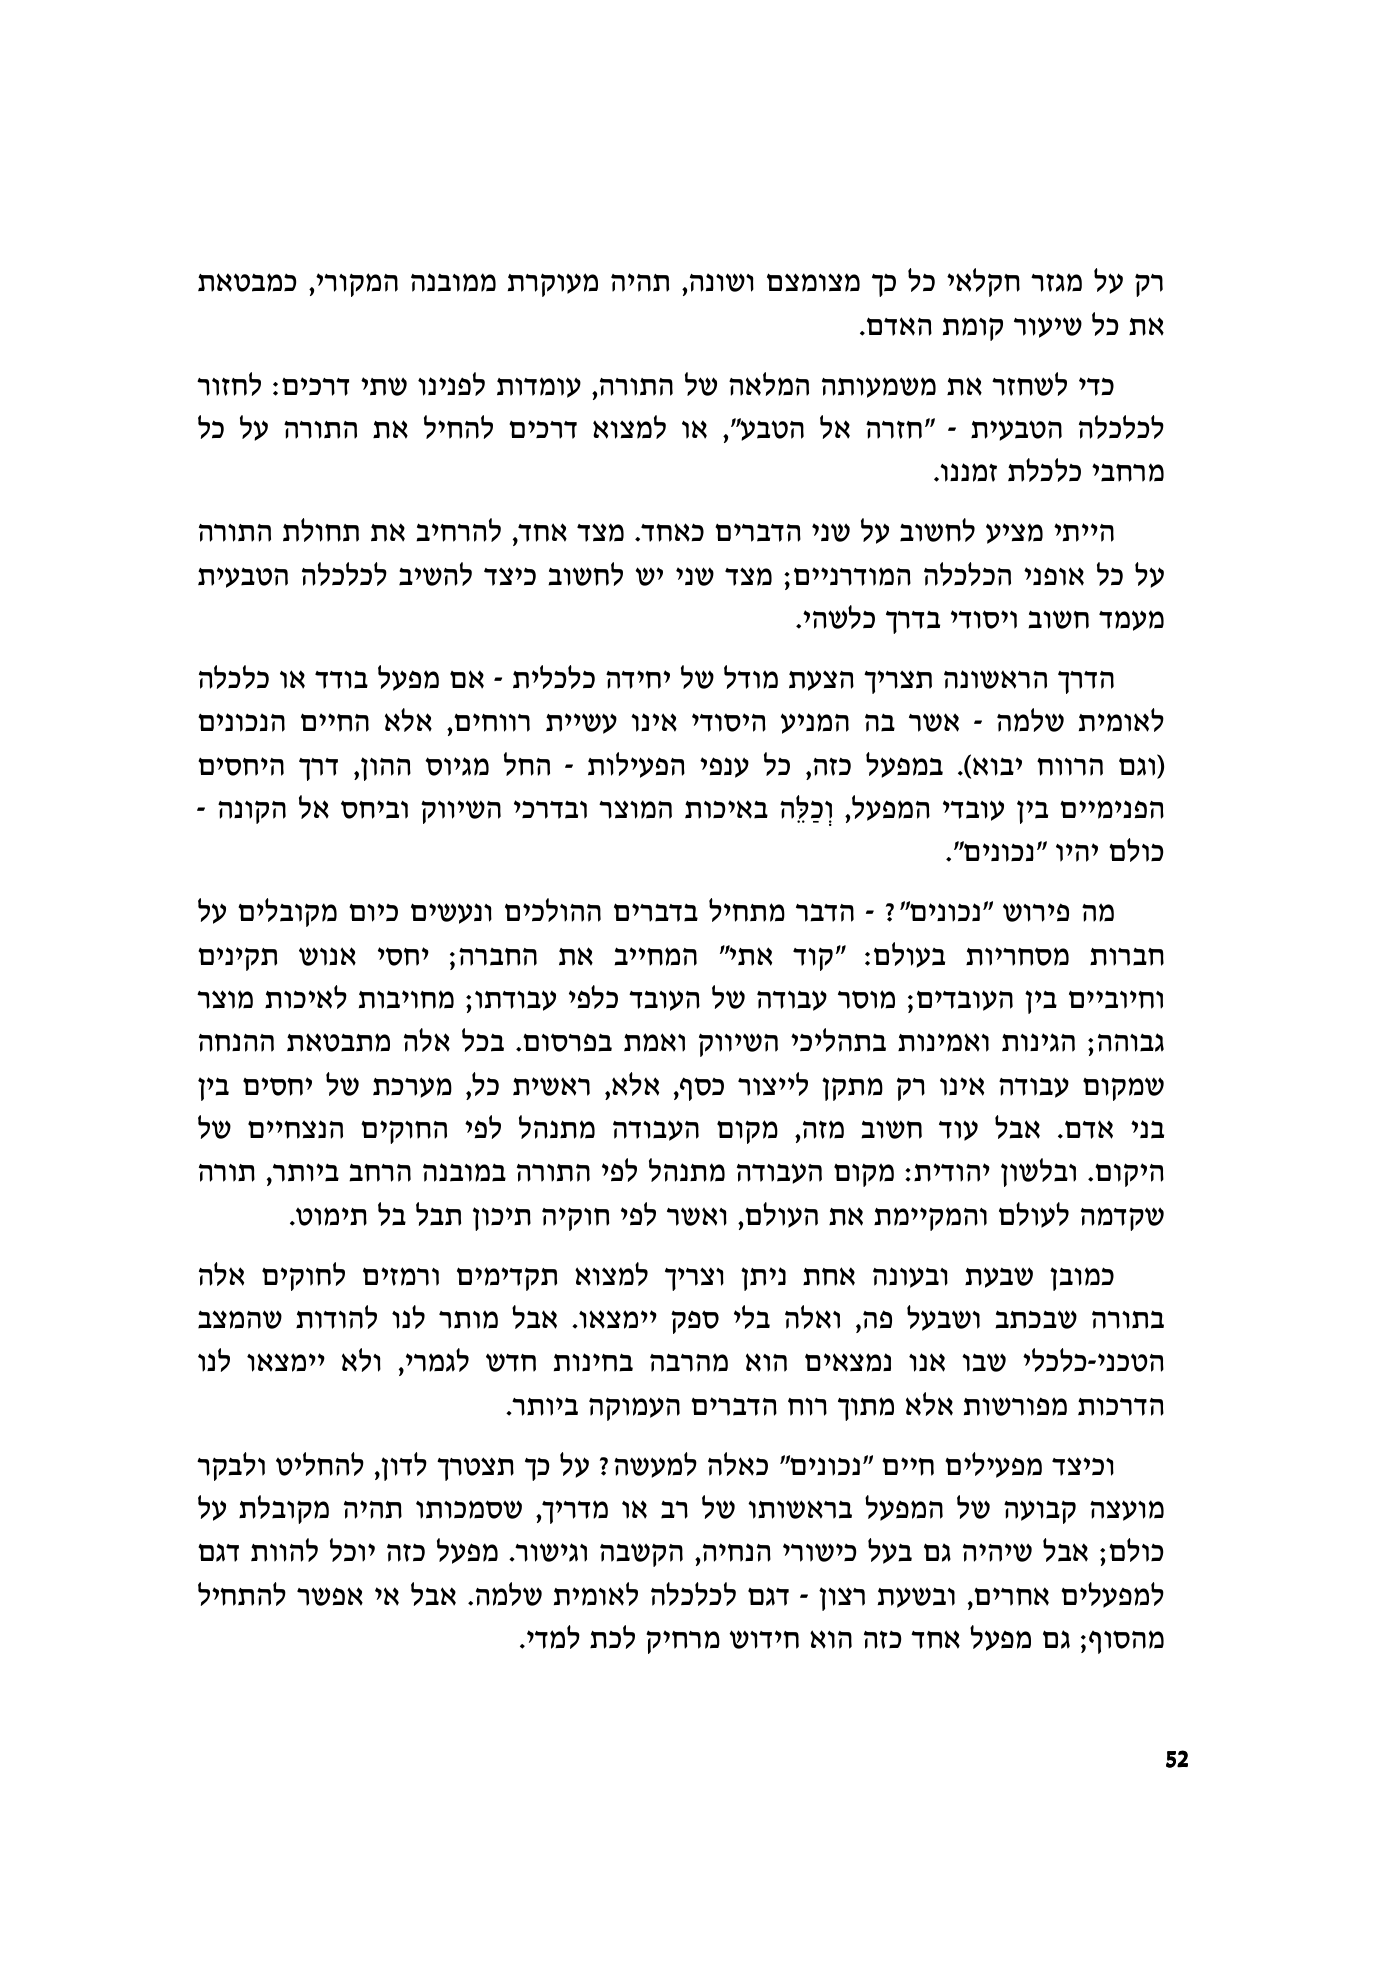 רק על מגזר חקלאי כל כך מצומצם ושונה, תהיה מעוקרת ממובנה המקורי, כמבטאת
את כל שיעור קומת האדם.
כדי לשחזר את משמעותה המלאה של התורה, עומדות לפנינו שתי דרכים: לחזור
לכלכלה הטבעית - "חזרה אל הטבע", או למצוא דרכים להחיל את התורה על כל
מרחבי כלכלת זמננו.
הייתי מציע לחשוב על שני הדברים כאחד. מצד אחד, להרחיב את תחולת התורה
על כל אופני הכלכלה המודרניים; מצד שני יש לחשוב כיצד להשיב לכלכלה הטבעית
מעמד חשוב ויסודי בדרך כלשהי.
הדרך הראשונה תצריך הצעת מודל של יחידה כלכלית - אם מפעל בודד או כלכלה
לאומית שלמה - אשר בה המניע היסודי אינו עשיית רווחים, אלא החיים הנכונים
(וגם הרווח יבוא). במפעל כזה, כל ענפי הפעילות - החל מגיוס ההון, דרך היחסים
הפנימיים בין עובדי המפעל, וְכַלֵּה באיכות המוצר ובדרכי השיווק וביחס אל הקונה -
כולם יהיו "נכונים".
מה פירוש "נכונים"? - הדבר מתחיל בדברים ההולכים ונעשים כיום מקובלים על
חברות מסחריות בעולם: "קוד אתי" המחייב את החברה; יחסי אנוש תקינים
וחיוביים בין העובדים; מוסר עבודה של העובד כלפי עבודתו; מחויבות לאיכות מוצר
גבוהה; הגינות ואמינות בתהליכי השיווק ואמת בפרסום. בכל אלה מתבטאת ההנחה
שמקום עבודה אינו רק מתקן לייצור כסף, אלא, ראשית כל, מערכת של יחסים בין
בני אדם. אבל עוד חשוב מזה, מקום העבודה מתנהל לפי החוקים הנצחיים של
היקום. ובלשון יהודית: מקום העבודה מתנהל לפי התורה במובנה הרחב ביותר, תורה
שקדמה לעולם והמקיימת את העולם, ואשר לפי חוקיה תיכון תבל בל תימוט.
כמובן שבעת ובעונה אחת ניתן וצריך למצוא תקדימים ורמזים לחוקים אלה
בתורה שבכתב ושבעל פה, ואלה בלי ספק יימצאו. אבל מותר לנו להודות שהמצב
הטכני-כלכלי שבו אנו נמצאים הוא מהרבה בחינות חדש לגמרי, ולא יימצאו לנו
הדרכות מפורשות אלא מתוך רוח הדברים העמוקה ביותר.
וכיצד מפעילים חיים "נכונים" כאלה למעשה? על כך תצטרך לדון, להחליט ולבקר
מועצה קבועה של המפעל בראשותו של רב או מדריך, שסמכותו תהיה מקובלת על
כולם; אבל שיהיה גם בעל כישורי הנחיה, הקשבה וגישור. מפעל כזה יוכל להוות דגם
למפעלים אחרים, ובשעת רצון - דגם לכלכלה לאומית שלמה. אבל אי אפשר להתחיל
מהסוף; גם מפעל אחד כזה הוא חידוש מרחיק לכת למדי.
52